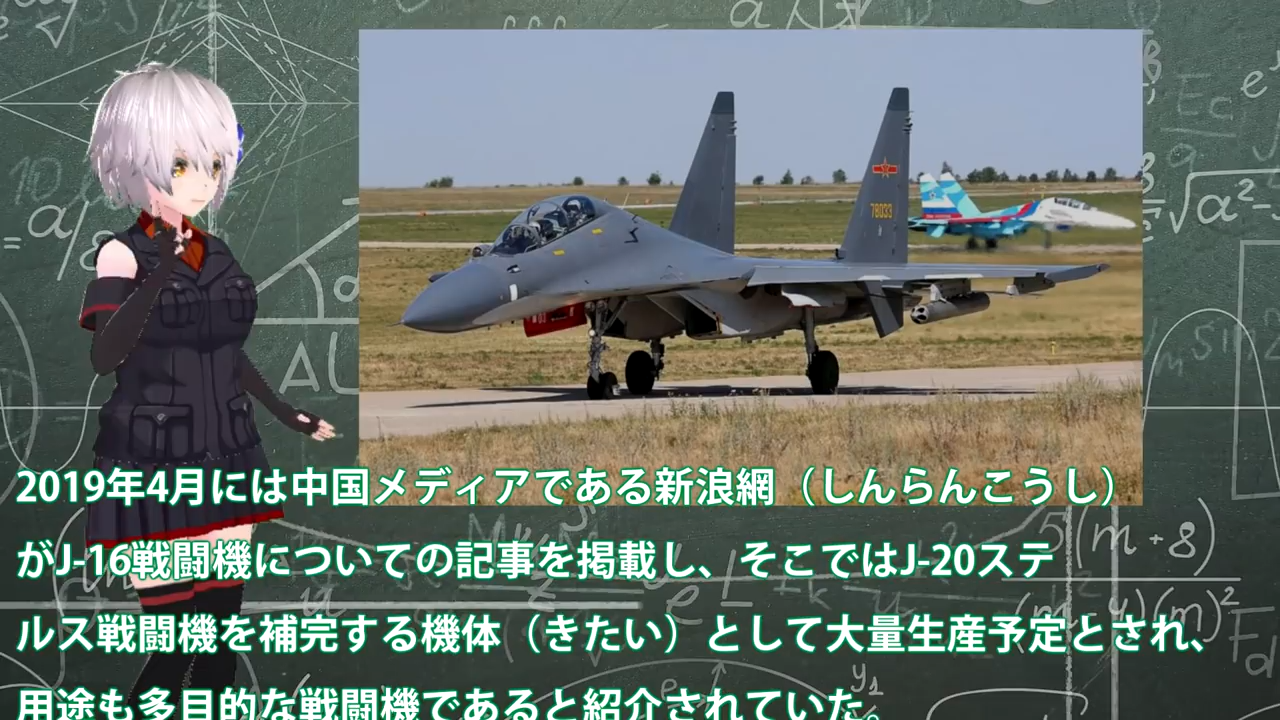 78033
2019年4月には中国メディアである新浪網（しんらんこうし）
がJ-16戦闘機についての記事を掲載し、そこではJ-20ステ
ルス戦闘機を補完する機体（きたい）として大量生産予定とされ、
用途も多目的な戦闘機であると紹介されていた。